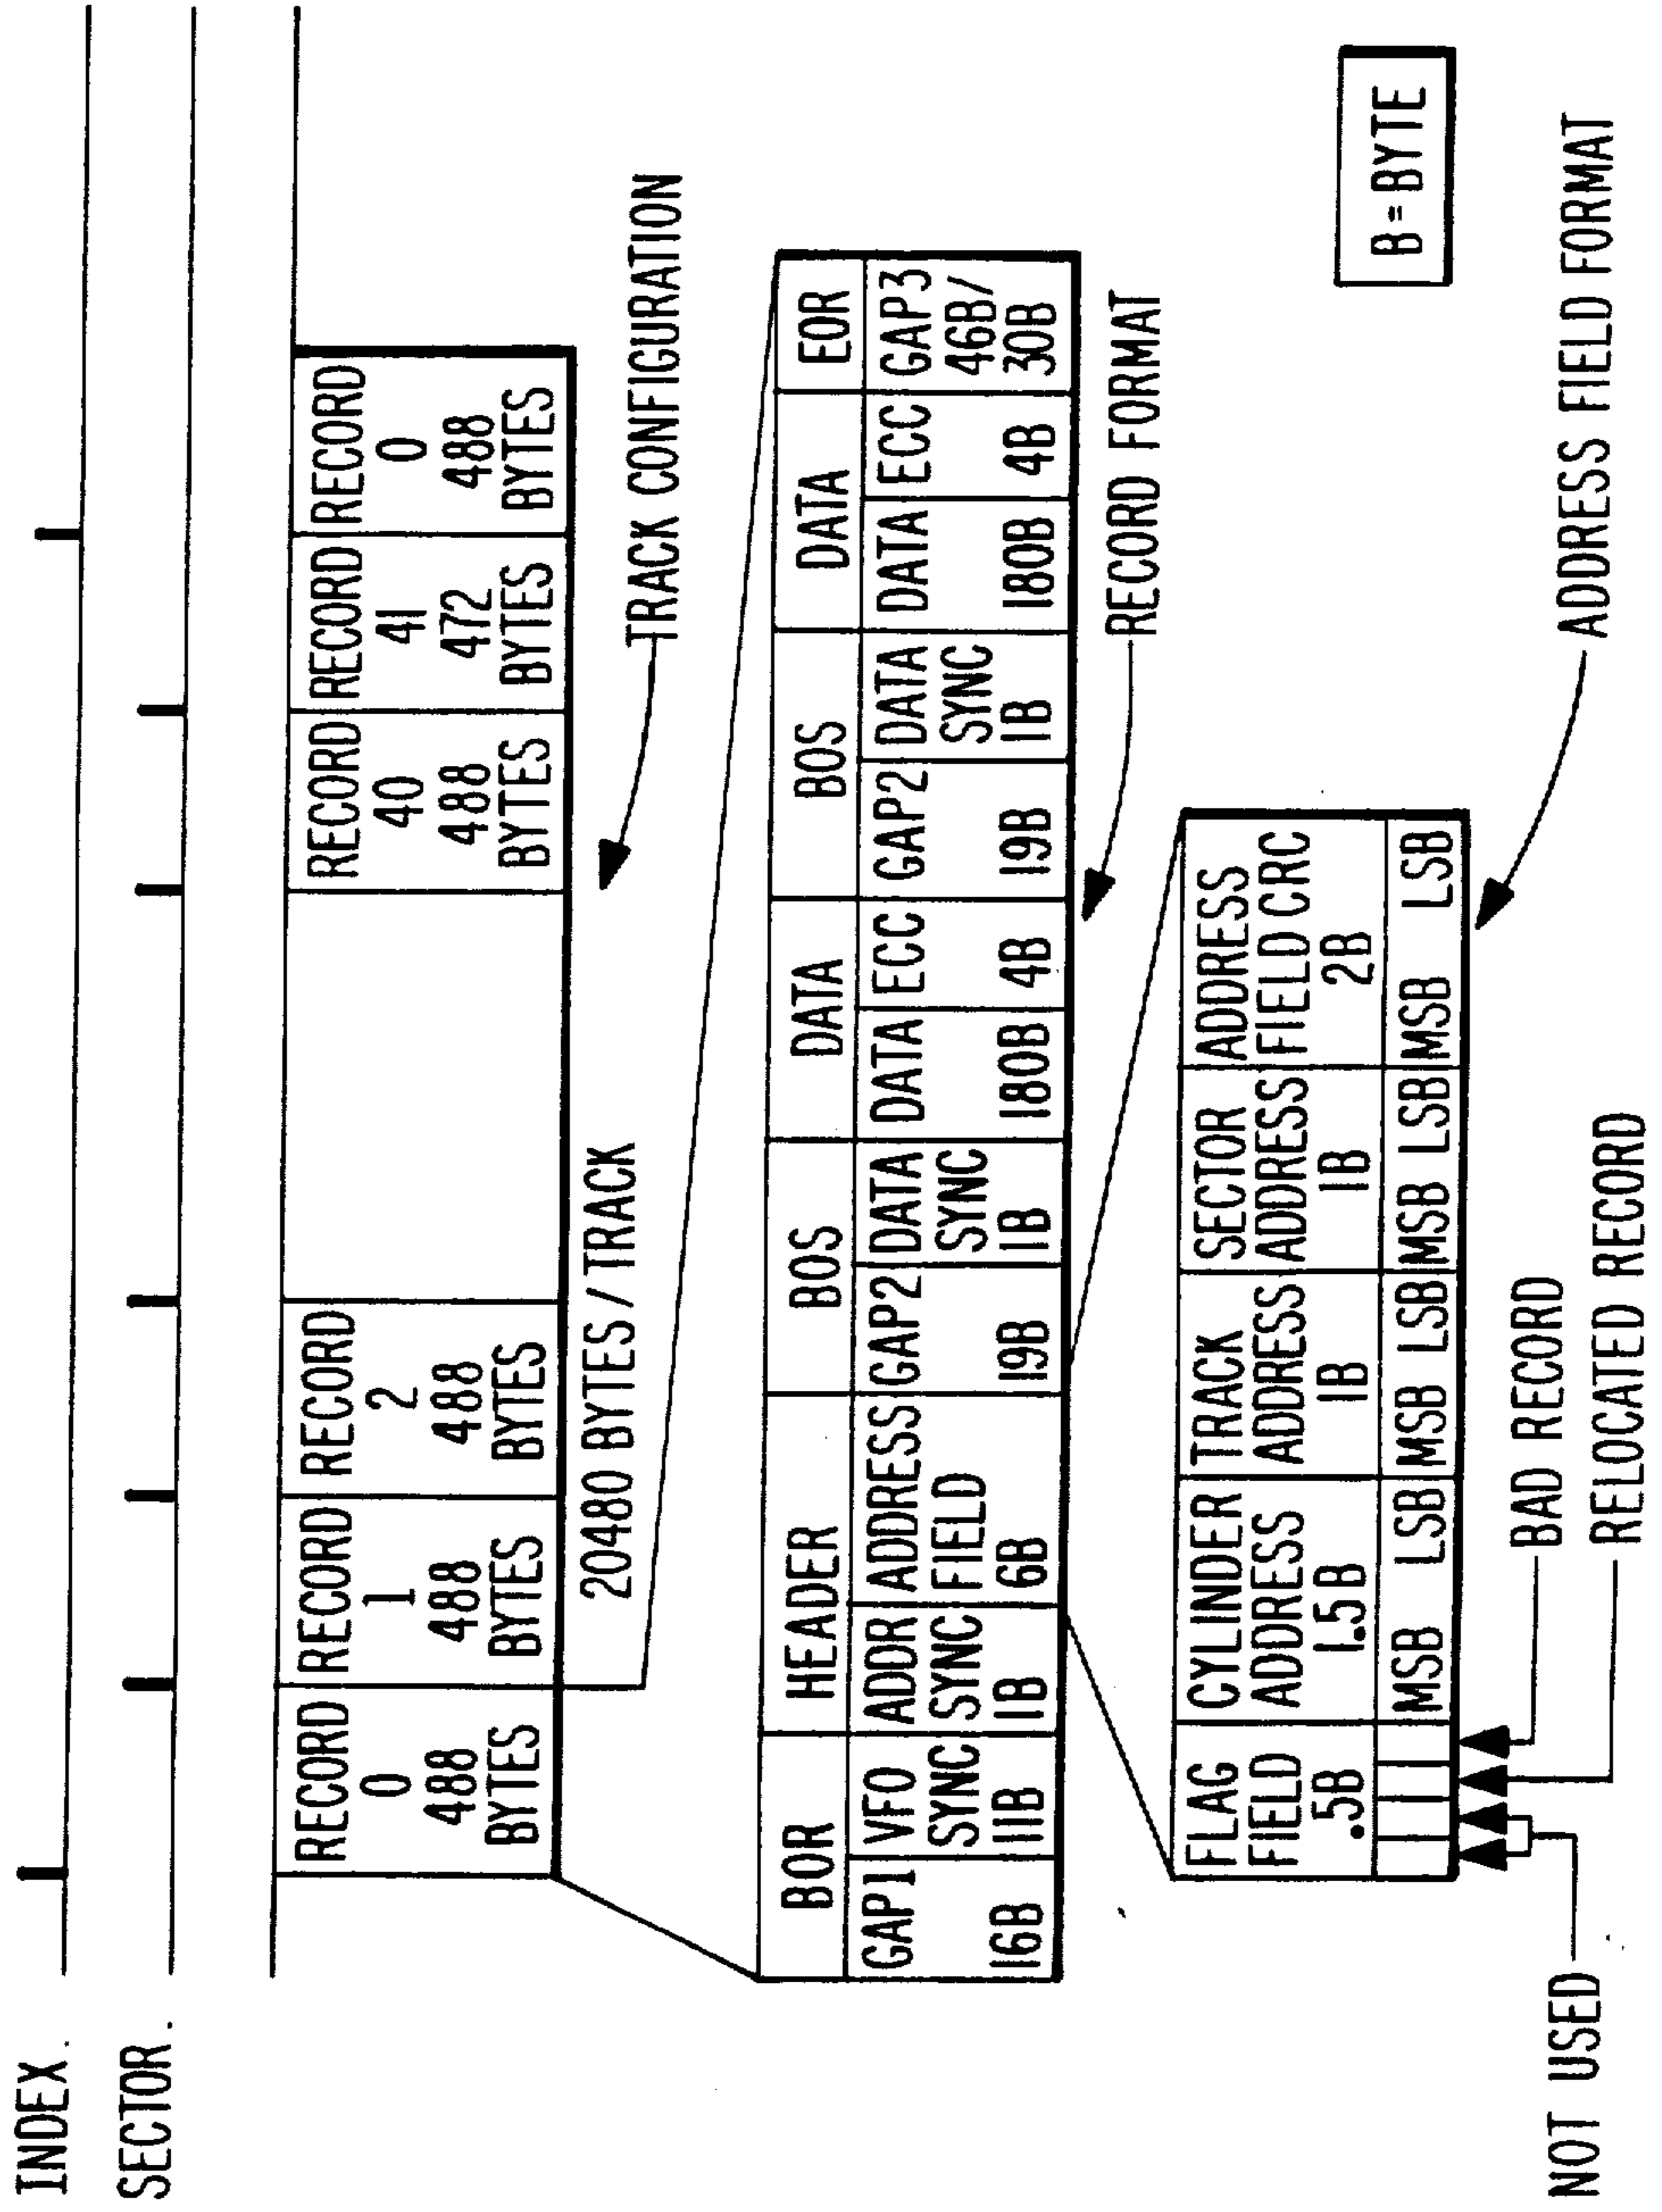 INDEX.
SECTOR.
RECORD
0
488
BYTES
RECORD
1
488
BYTES
RECORD
2
488
BYTES
RECORD
40
488
BYTES
RECORD
41
472
BYTES
RECORD
0
488
BYTES
20480 BYTES / TRACK
TRACK CONFIGURATION
BOR
HEADER
BOS
DATA
BOS
DATA
EOR
GAP1
16B
VFO
SYNC
11B
ADDR
SYNC
1B
ADDRESS
FIELD
6B
GAP2
19B
DATA
SYNC
1B
DATA
180B
ECC
4B
GAP2
19B
DATA
SYNC
1B
DATA
180B
ECC
4B
GAP3
46B/
30B
RECORD FORMAT
FLAG
FIELD
.5B
CYLINDER
ADDRESS
1.5B
MSB LSB
TRACK
ADDRESS
1B
MSB LSB
SECTOR
ADDRESS
1B
MSB LSB
ADDRESS
FIELD CRC
2B
MSB LSB
B = BYTE
NOT USED
BAD RECORD
RELOCATED RECORD
ADDRESS FIELD FORMAT